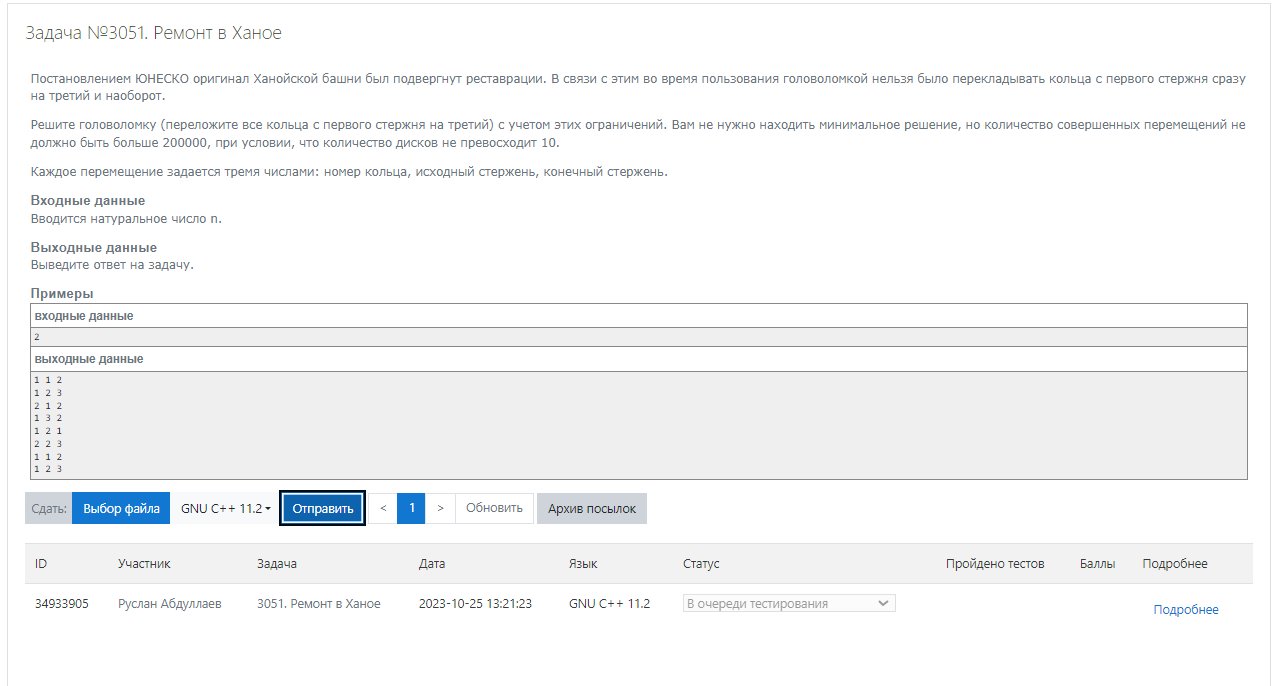 Задача №3051. Ремонт в Ханое
Постановлением ЮНЕСКО оригинал Ханойской башни был подвергнут реставрации. В связи с этим во время пользования головоломкой нельзя было перекладывать кольца с первого стержня сразу
на третий и наоборот.
Решите головоломку (переложите все кольца с первого стержня на третий) с учетом этих ограничений. Вам не нужно находить минимальное решение, но количество совершенных перемещений не
должно быть больше 200000, при условии, что количество дисков не превосходит 10.
Каждое перемещение задается тремя числами: номер кольца, исходный стержень, конечный стержень.
Входные данные
Вводится натуральное число n.
Выходные данные
Выведите ответ на задачу.
Примеры
входные данные
2
выходные данные
1 1 2
1 2 3
2 1 2
1 3 2
1 2 1
2 2 3
1 1 2
1 2 3
Сдать: Выбор файла GNU C++ 11.2 Отправить < 1 > Обновить Архив посылок
ID Участник Задача Дата Язык Статус Пройдено тестов Баллы Подробнее
34933905 Руслан Абдуллаев 3051. Ремонт в Ханое 2023-10-25 13:21:23 GNU C++ 11.2 В очереди тестирования Подробнее